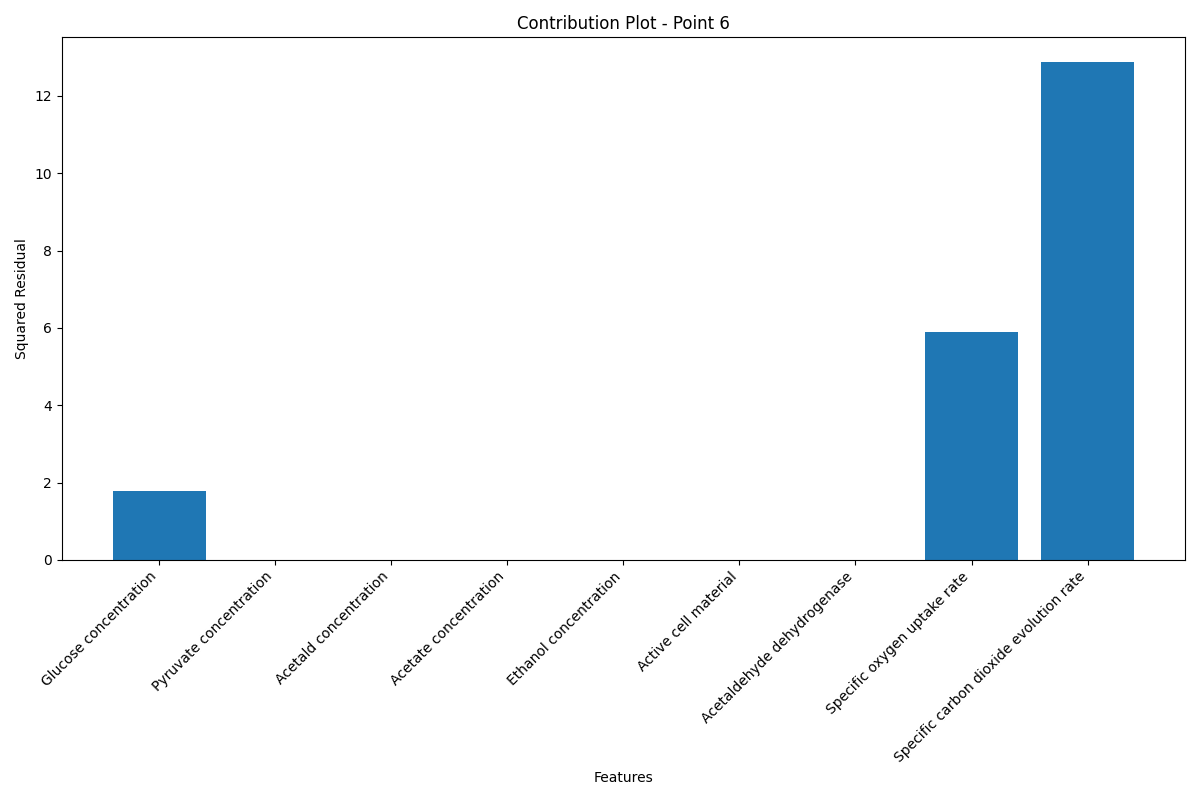 Contribution Plot - Point 6
Squared Residual
12
10
8
6
4
2
0
Glucose concentration
Pyruvate concentration
Acetald concentration
Acetate concentration
Ethanol concentration
Active cell material
Acetaldehyde dehydrogenase
Specific oxygen uptake rate
Specific carbon dioxide evolution rate
Features